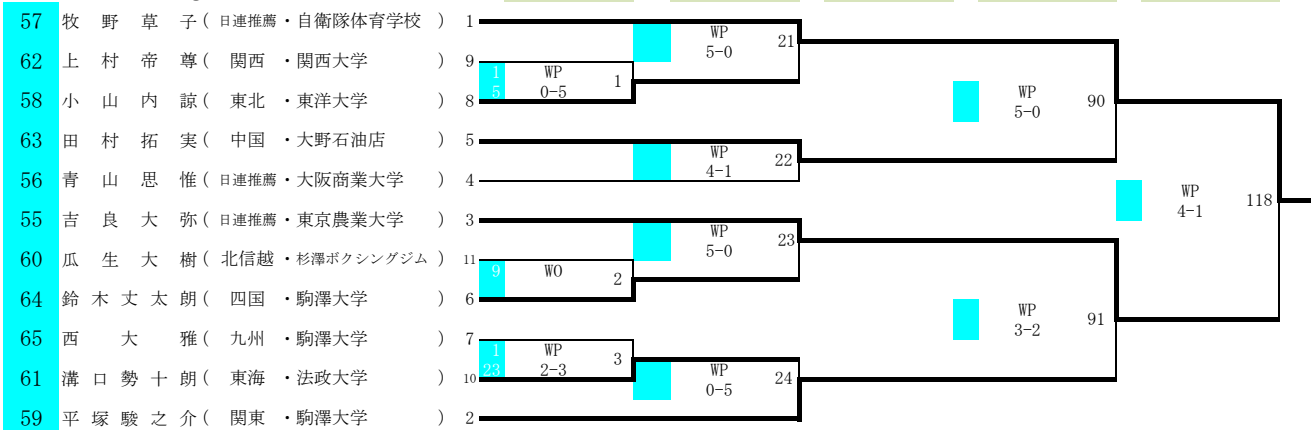 57 牧野草子(日連推薦・自衛隊体育学校) 1
WP 5-0 21
62 上村帝尊(関西・関西大学) 9
1 5 WP 0-5 1
58 小山内諒(東北・東洋大学) 8
WP 5-0 90
63 田村拓実(中国・大野石油店) 5
WP 4-1 22
56 青山思惟(日連推薦・大阪商業大学) 4
WP 4-1 118
55 吉良大弥(日連推薦・東京農業大学) 3
WP 5-0 23
60 瓜生大樹(北信越・杉澤ボクシングジム) 11
9 WO 2
64 鈴木丈太朗(四国・駒澤大学) 6
WP 3-2 91
65 西大雅(九州・駒澤大学) 7
1 23 WP 2-3 3
61 溝口勢十朗(東海・法政大学) 10
WP 0-5 24
59 平塚駿之介(関東・駒澤大学) 2